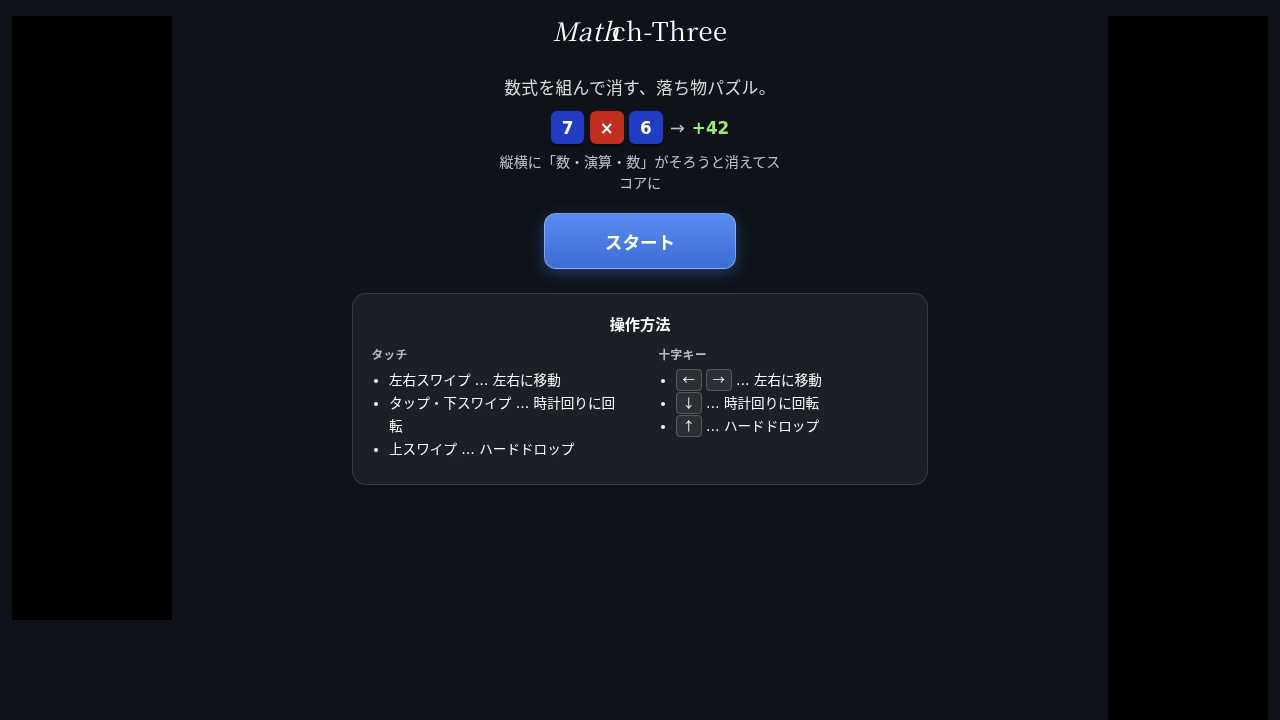 Mathch-Three
数式を組んで消す、落ち物パズル。
7 × 6 → +42
縦横に「数・演算・数」がそろうと消えてス
コアに
スタート
操作方法
タッチ
• 左右スワイプ … 左右に移動
• タップ・下スワイプ … 時計回りに回
転
• 上スワイプ … ハードドロップ
十字キー
• ← → … 左右に移動
• ↓ … 時計回りに回転
• ↑ … ハードドロップ